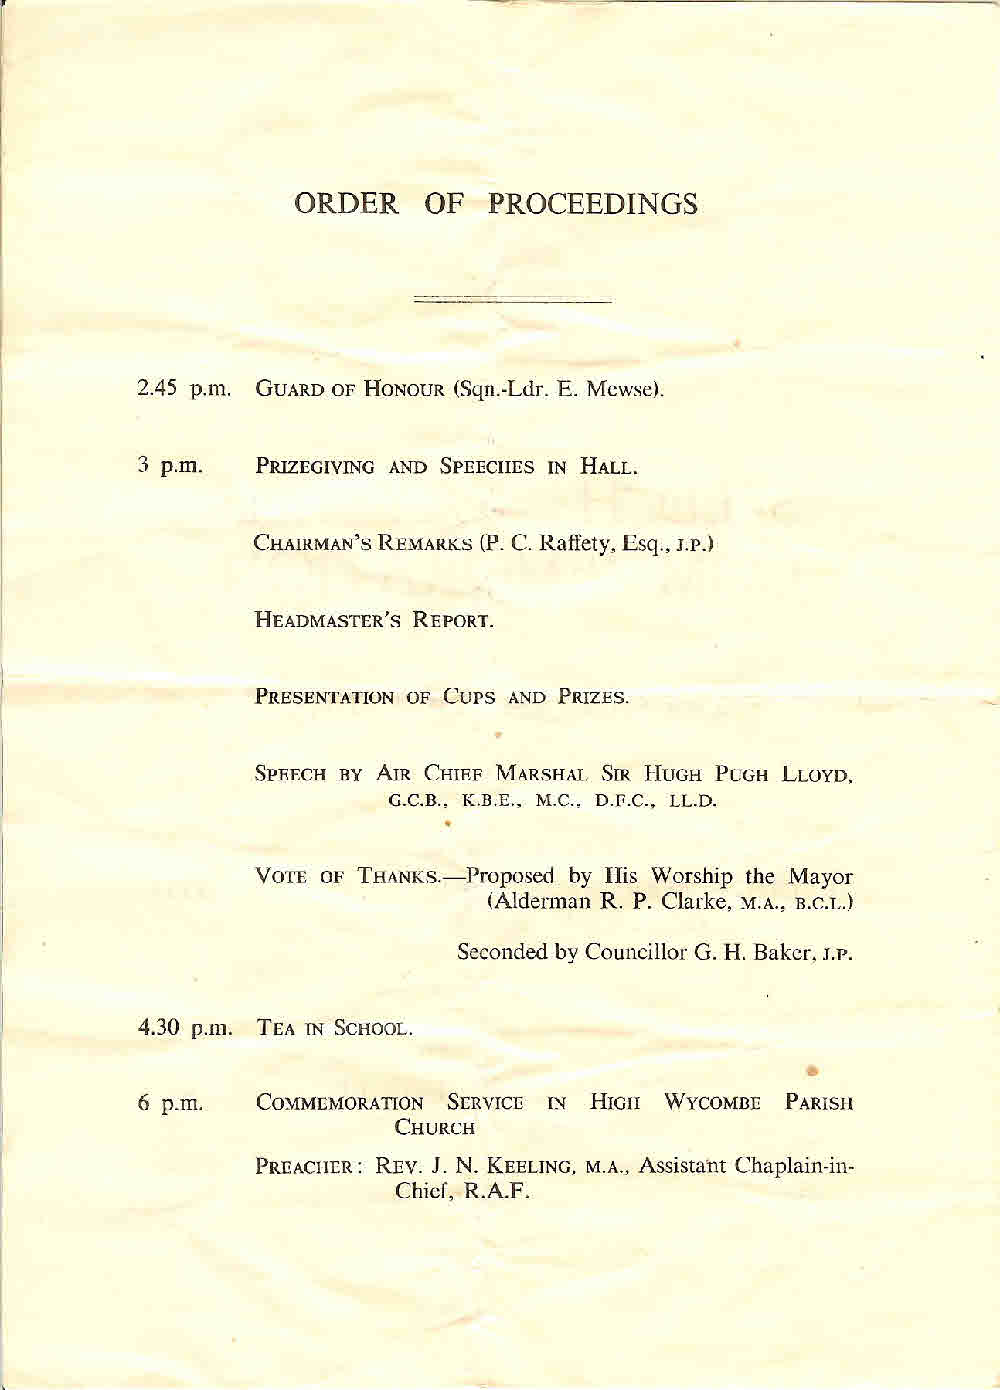 ORDER OF PROCEEDINGS
2.45 p.m. GUARD OF HONOUR (Sqn.-Ldr. E. Mewse).
3 p.m. PRIZEGIVING AND SPEECHES IN HALL.
CHAIRMAN'S REMARKS (P. C. Raffety, Esq., J.P.)
HEADMASTER'S REPORT.
PRESENTATION OF CUPS AND PRIZES.
SPEECH BY AIR CHIEF MARSHAL SIR HUGH PUGH LLOYD,
G.C.B., K.B.E., M.C., D.F.C., LL.D.
VOTE OF THANKS.—Proposed by His Worship the Mayor
(Alderman R. P. Clarke, M.A., B.C.L.)
Seconded by Councillor G. H. Baker, J.P.
4.30 p.m. TEA IN SCHOOL.
6 p.m. COMMEMORATION SERVICE IN HIGH WYCOMBE PARISH
CHURCH
PREACHER: REV. J. N. KEELING, M.A., Assistant Chaplain-in-
Chief, R.A.F.